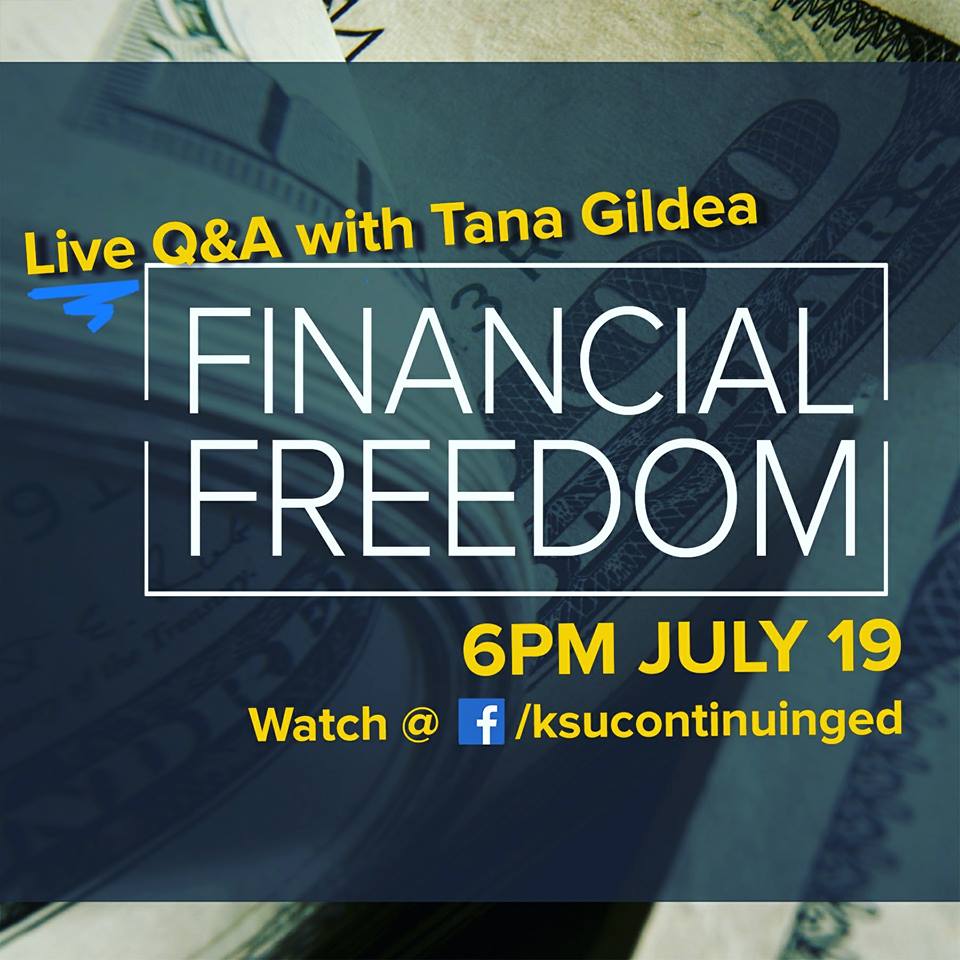 Live Q&A with Tana Gildea
FINANCIAL
FREEDOM
6PM JULY 19
Watch @ f /ksucontinuinged